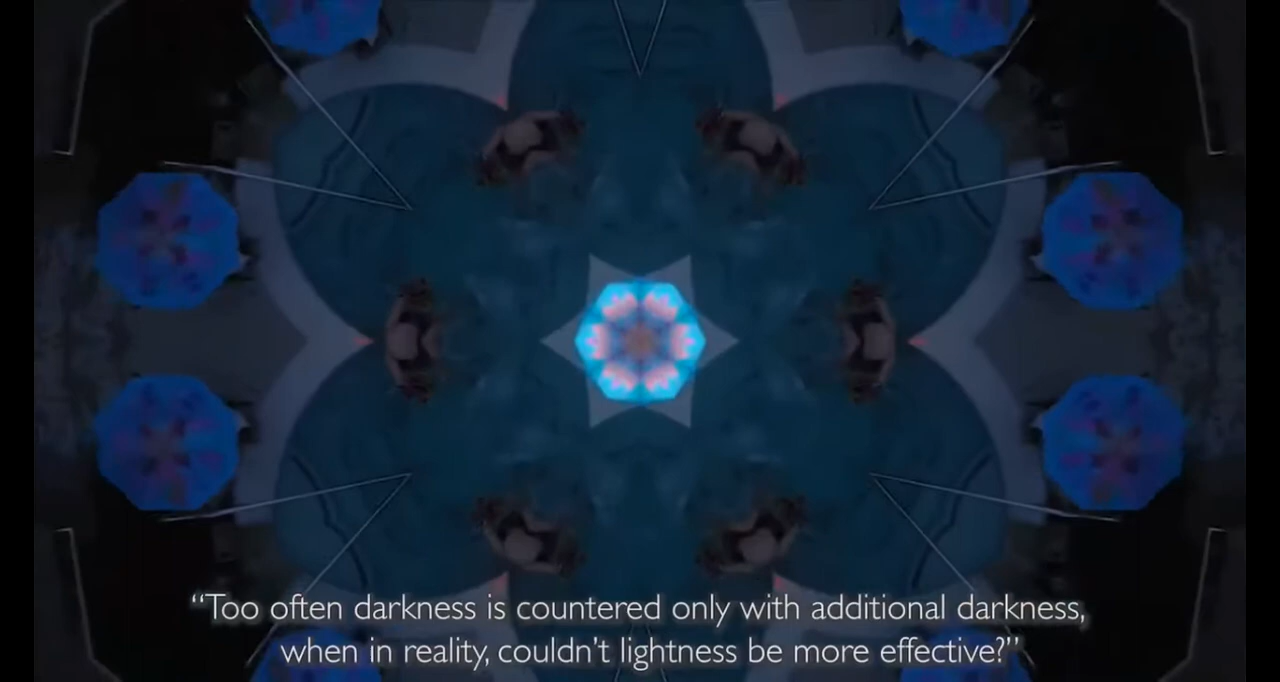 “Too often darkness is countered only with additional darkness,
when in reality, couldn’t lightness be more effective?”